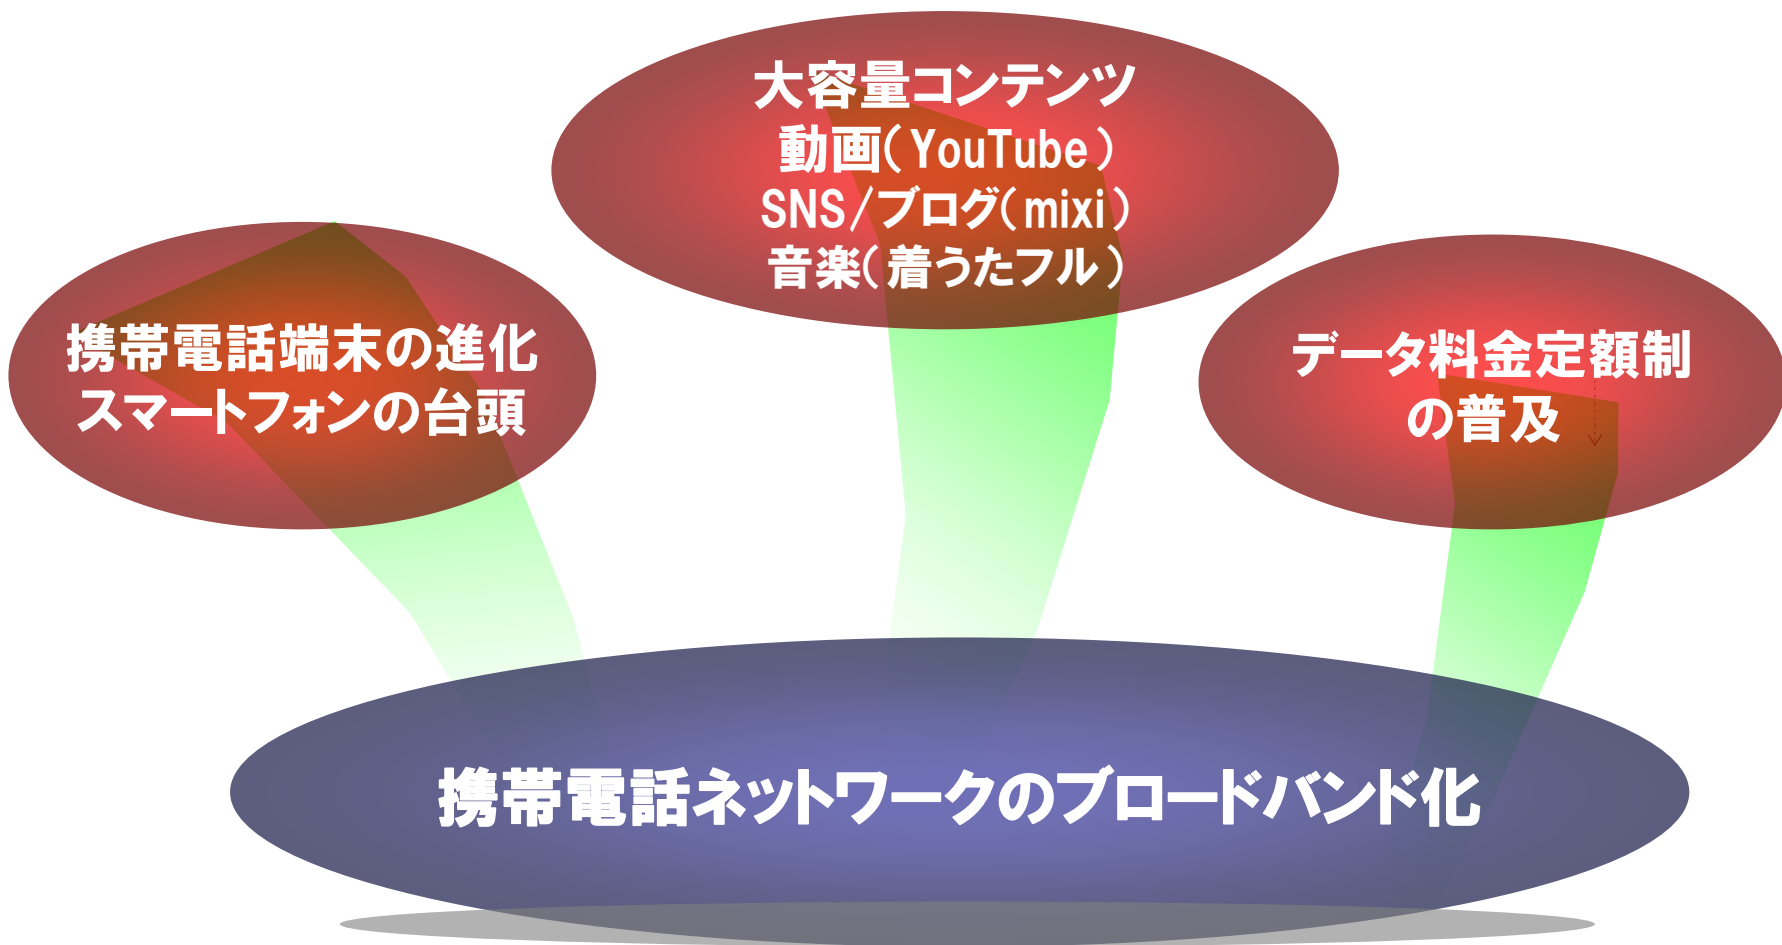 大容量コンテンツ
動画(YouTube)
SNS/ブログ(mixi)
音楽(着うたフル)
携帯電話端末の進化
スマートフォンの台頭
データ料金定額制
の普及
携帯電話ネットワークのブロードバンド化